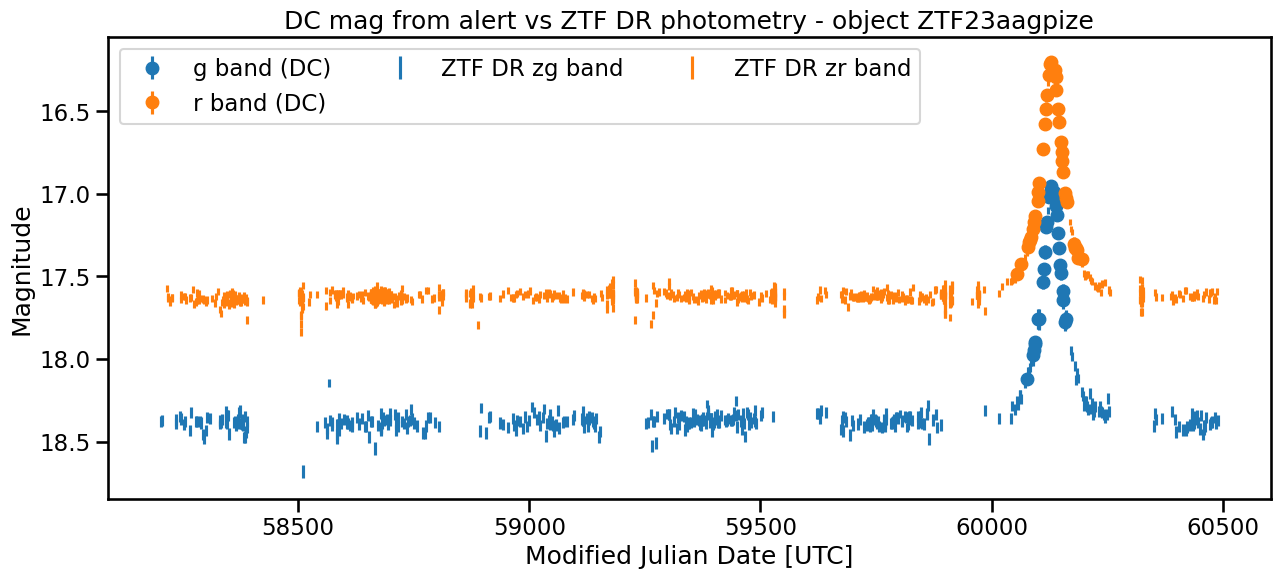 DC mag from alert vs ZTF DR photometry - object ZTF23aagpize
g band (DC) ZTF DR zg band ZTF DR zr band
r band (DC)
16.5
17.0
17.5
18.0
18.5
Magnitude
58500 59000 59500 60000 60500
Modified Julian Date [UTC]